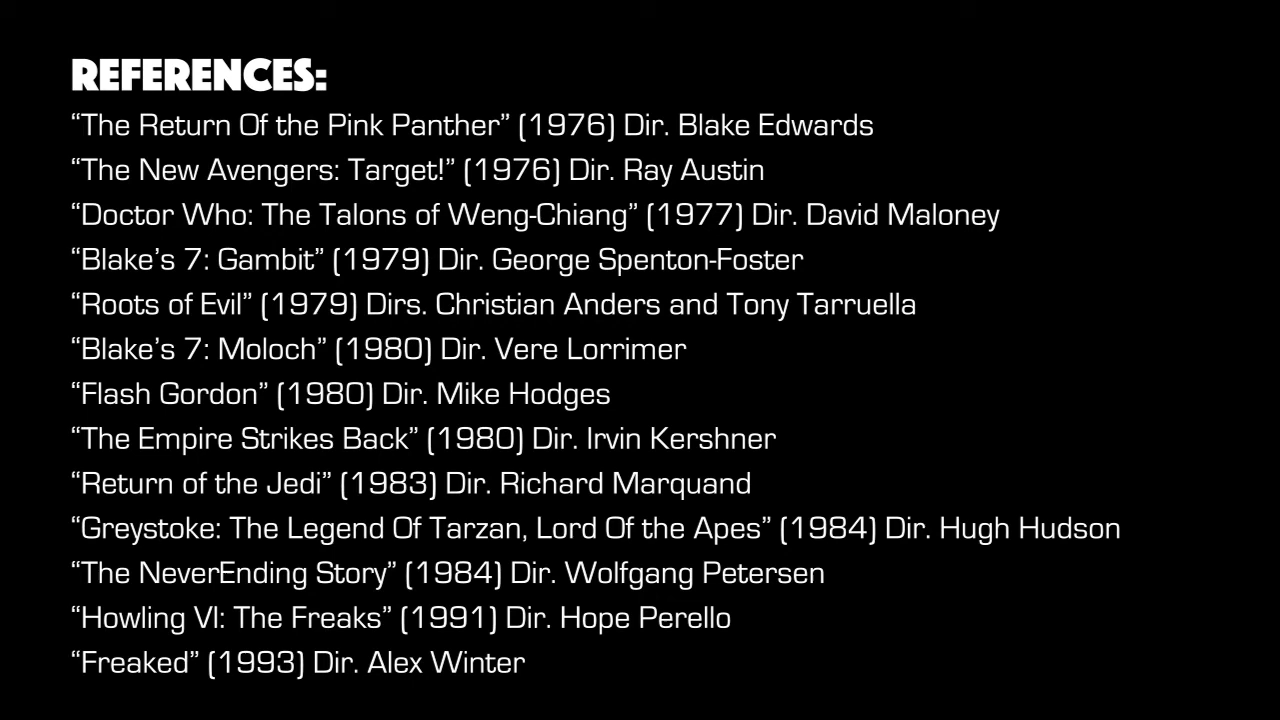 REFERENCES:
“The Return Of the Pink Panther” (1976) Dir. Blake Edwards
“The New Avengers: Target!” (1976) Dir. Ray Austin
“Doctor Who: The Talons of Weng-Chiang” (1977) Dir. David Maloney
“Blake’s 7: Gambit” (1979) Dir. George Spenton-Foster
“Roots of Evil” (1979) Dirs. Christian Anders and Tony Tarruella
“Blake’s 7: Moloch” (1980) Dir. Vere Lorrimer
“Flash Gordon” (1980) Dir. Mike Hodges
“The Empire Strikes Back” (1980) Dir. Irvin Kershner
“Return of the Jedi” (1983) Dir. Richard Marquand
“Greystoke: The Legend Of Tarzan, Lord Of the Apes” (1984) Dir. Hugh Hudson
“The NeverEnding Story” (1984) Dir. Wolfgang Petersen
“Howling VI: The Freaks” (1991) Dir. Hope Perello
“Freaked” (1993) Dir. Alex Winter